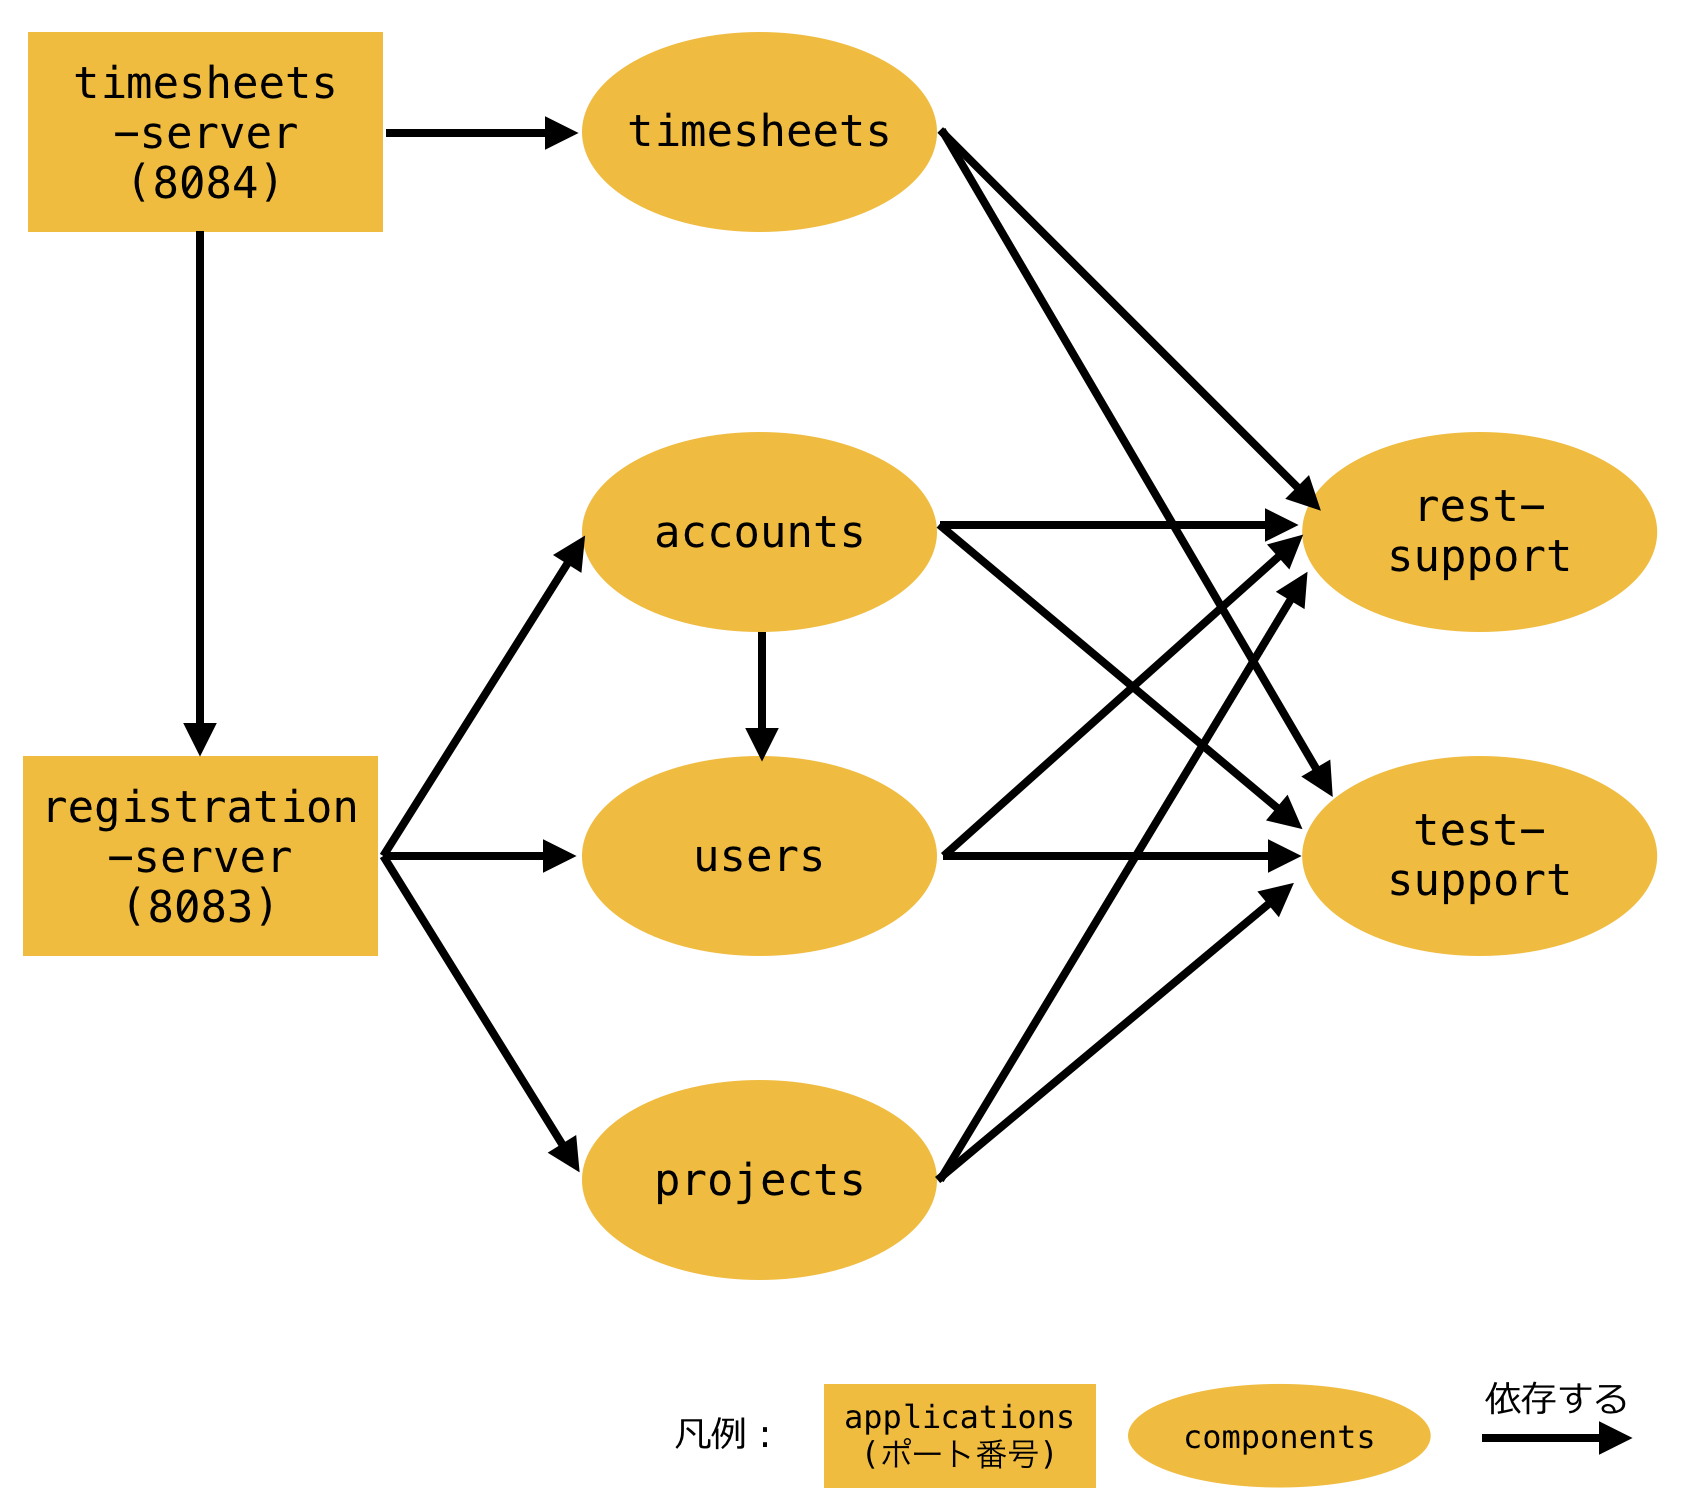 timesheets
-server
(8084)
timesheets
accounts
rest-
support
registration
-server
(8083)
users
test-
support
projects
凡例：
applications
(ポート番号)
components
依存する